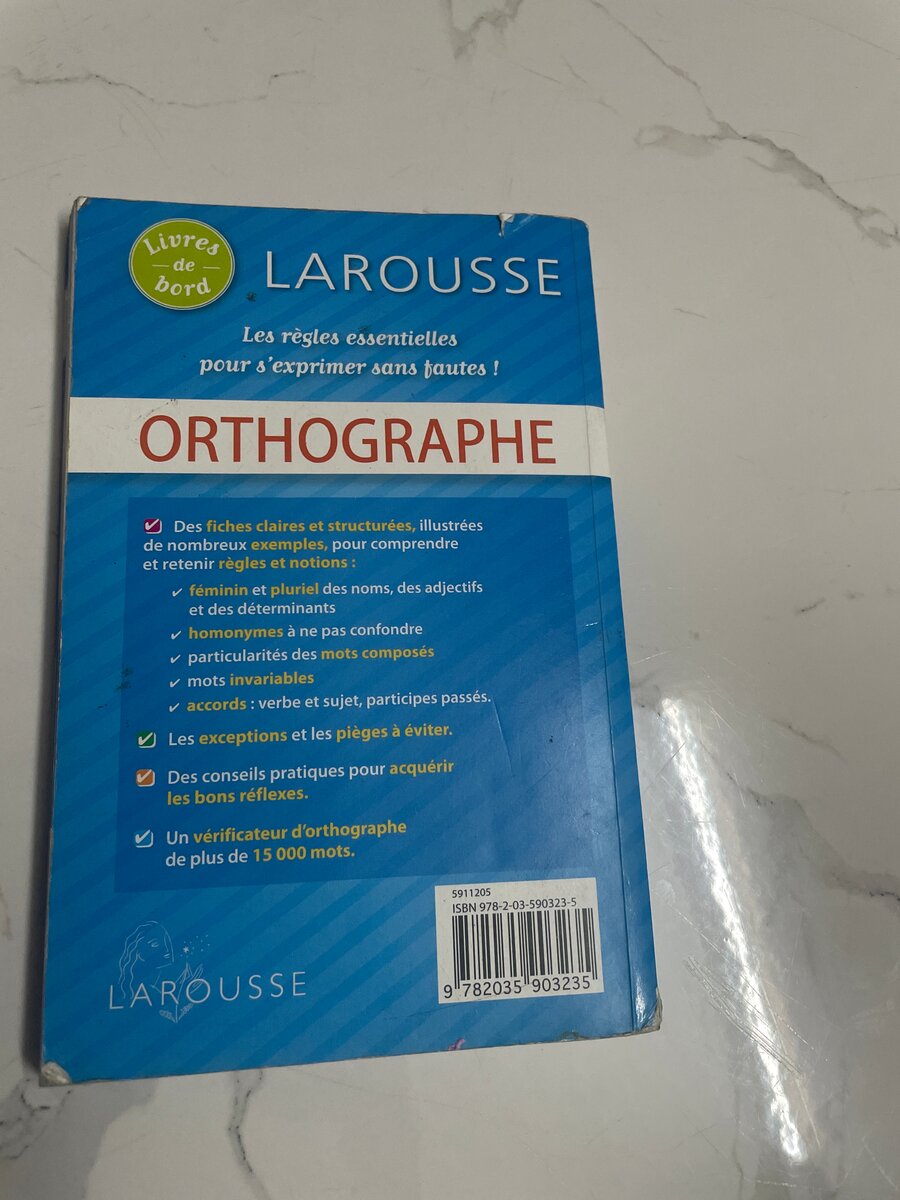 Livres
de
bord
LAROUSSE
Les règles essentielles
pour s'exprimer sans fautes !
ORTHOGRAPHE
Des fiches claires et structurées, illustrées
de nombreux exemples, pour comprendre
et retenir règles et notions :
féminin et pluriel des noms, des adjectifs
et des déterminants
homonymes à ne pas confondre
particularités des mots composés
mots invariables
accords : verbe et sujet, participes passés.
Les exceptions et les pièges à éviter.
Des conseils pratiques pour acquérir
les bons réflexes.
Un vérificateur d'orthographe
de plus de 15 000 mots.
5911205
ISBN 978-2-03-590323-5
9 782035 903235
LAROUSSE